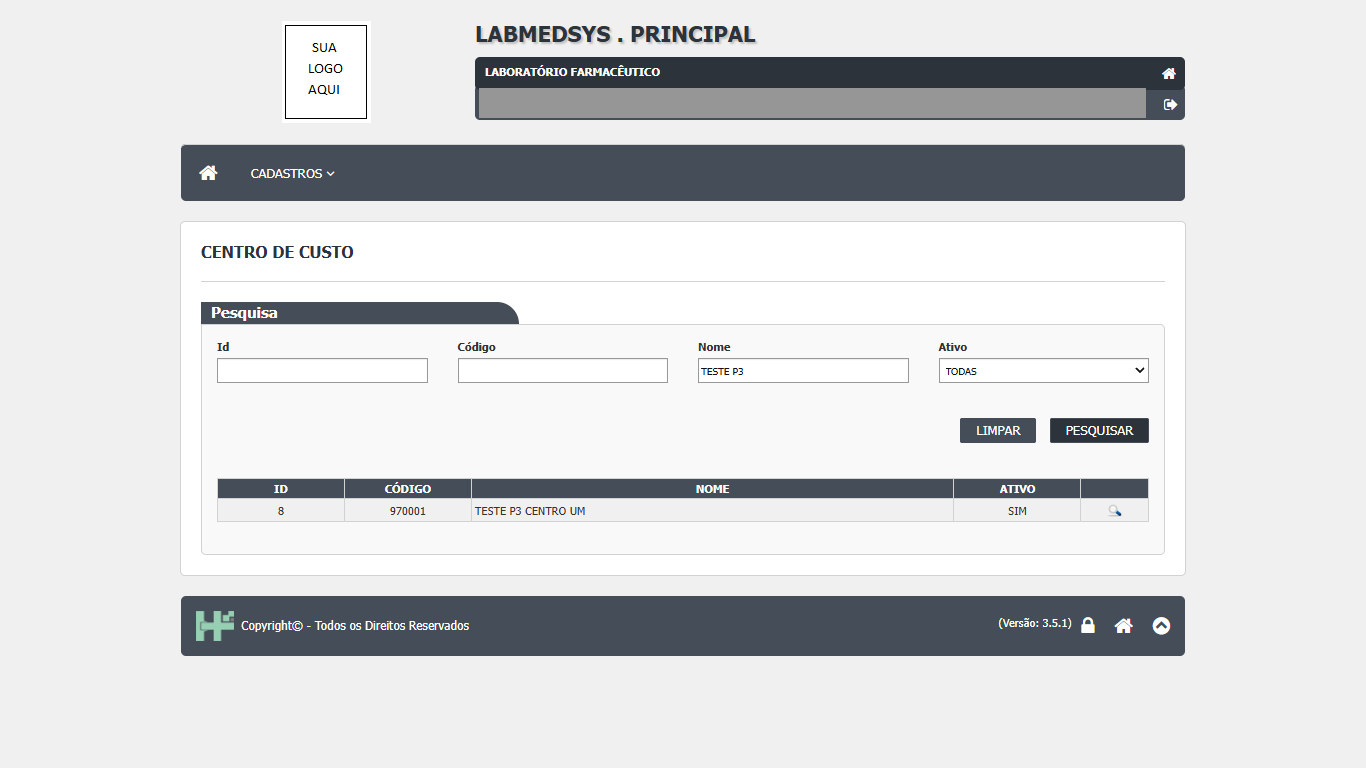 SUA
LOGO
AQUI
LABMEDSYS . PRINCIPAL
LABORATÓRIO FARMACÊUTICO
CADASTROS
CENTRO DE CUSTO
Pesquisa
Id Código Nome Ativo
TESTE P3 TODAS
LIMPAR PESQUISAR
ID CÓDIGO NOME ATIVO
8 970001 TESTE P3 CENTRO UM SIM
Copyright© - Todos os Direitos Reservados (Versão: 3.5.1)